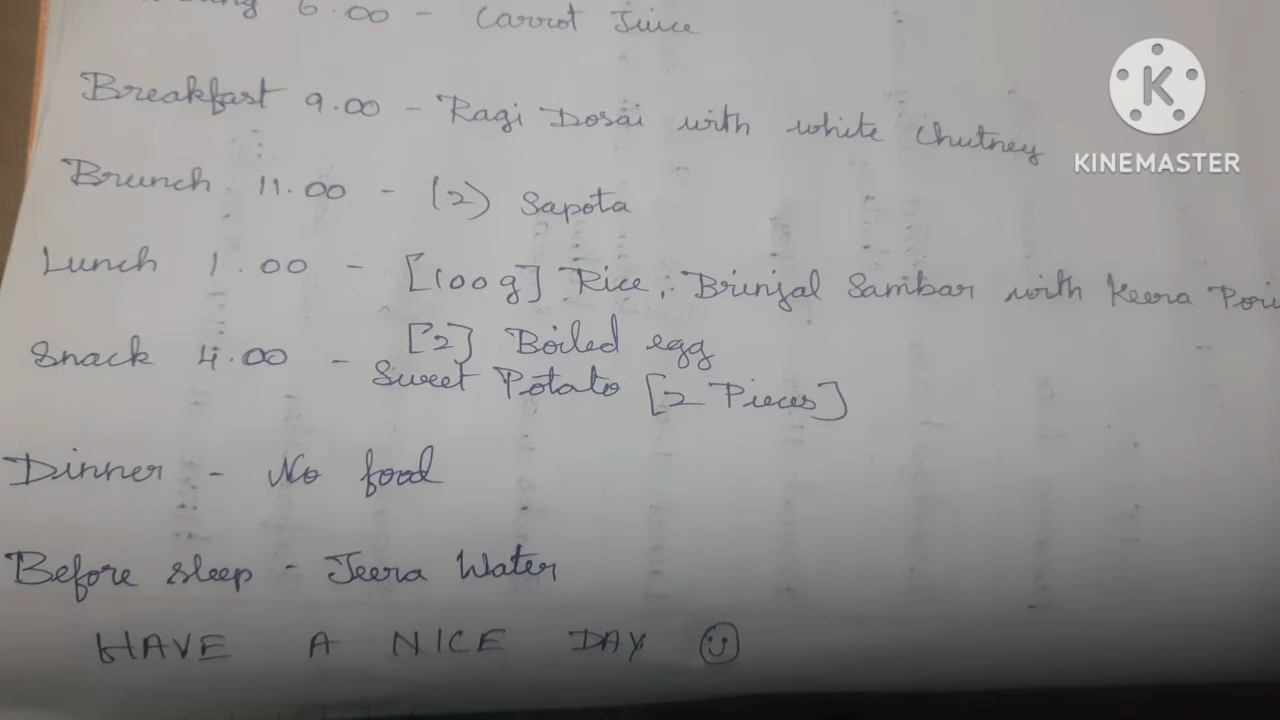 6.00 - Carrot Juice
Breakfast 9.00 - Ragi Dosai with white Chutney
KINEMASTER
Brunch 11.00 - (2) Sapota
Lunch 1.00 - [100g] Rice, Brinjal Sambar with Keera Pori
[2] Boiled egg
Snack 4.00 - Sweet Potato [2 Pieces]
Dinner - No food
Before sleep - Jeera Water
HAVE A NICE DAY